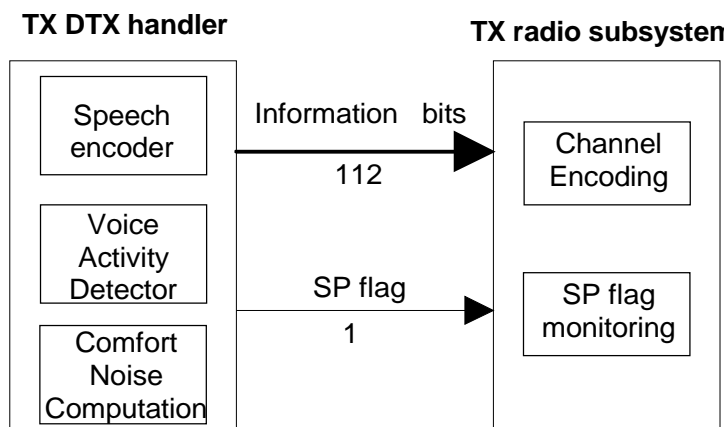 TX DTX handler
TX radio subsystem
Speech
encoder
Information bits
112
Channel
Encoding
Voice
Activity
Detector
SP flag
1
SP flag
monitoring
Comfort
Noise
Computation